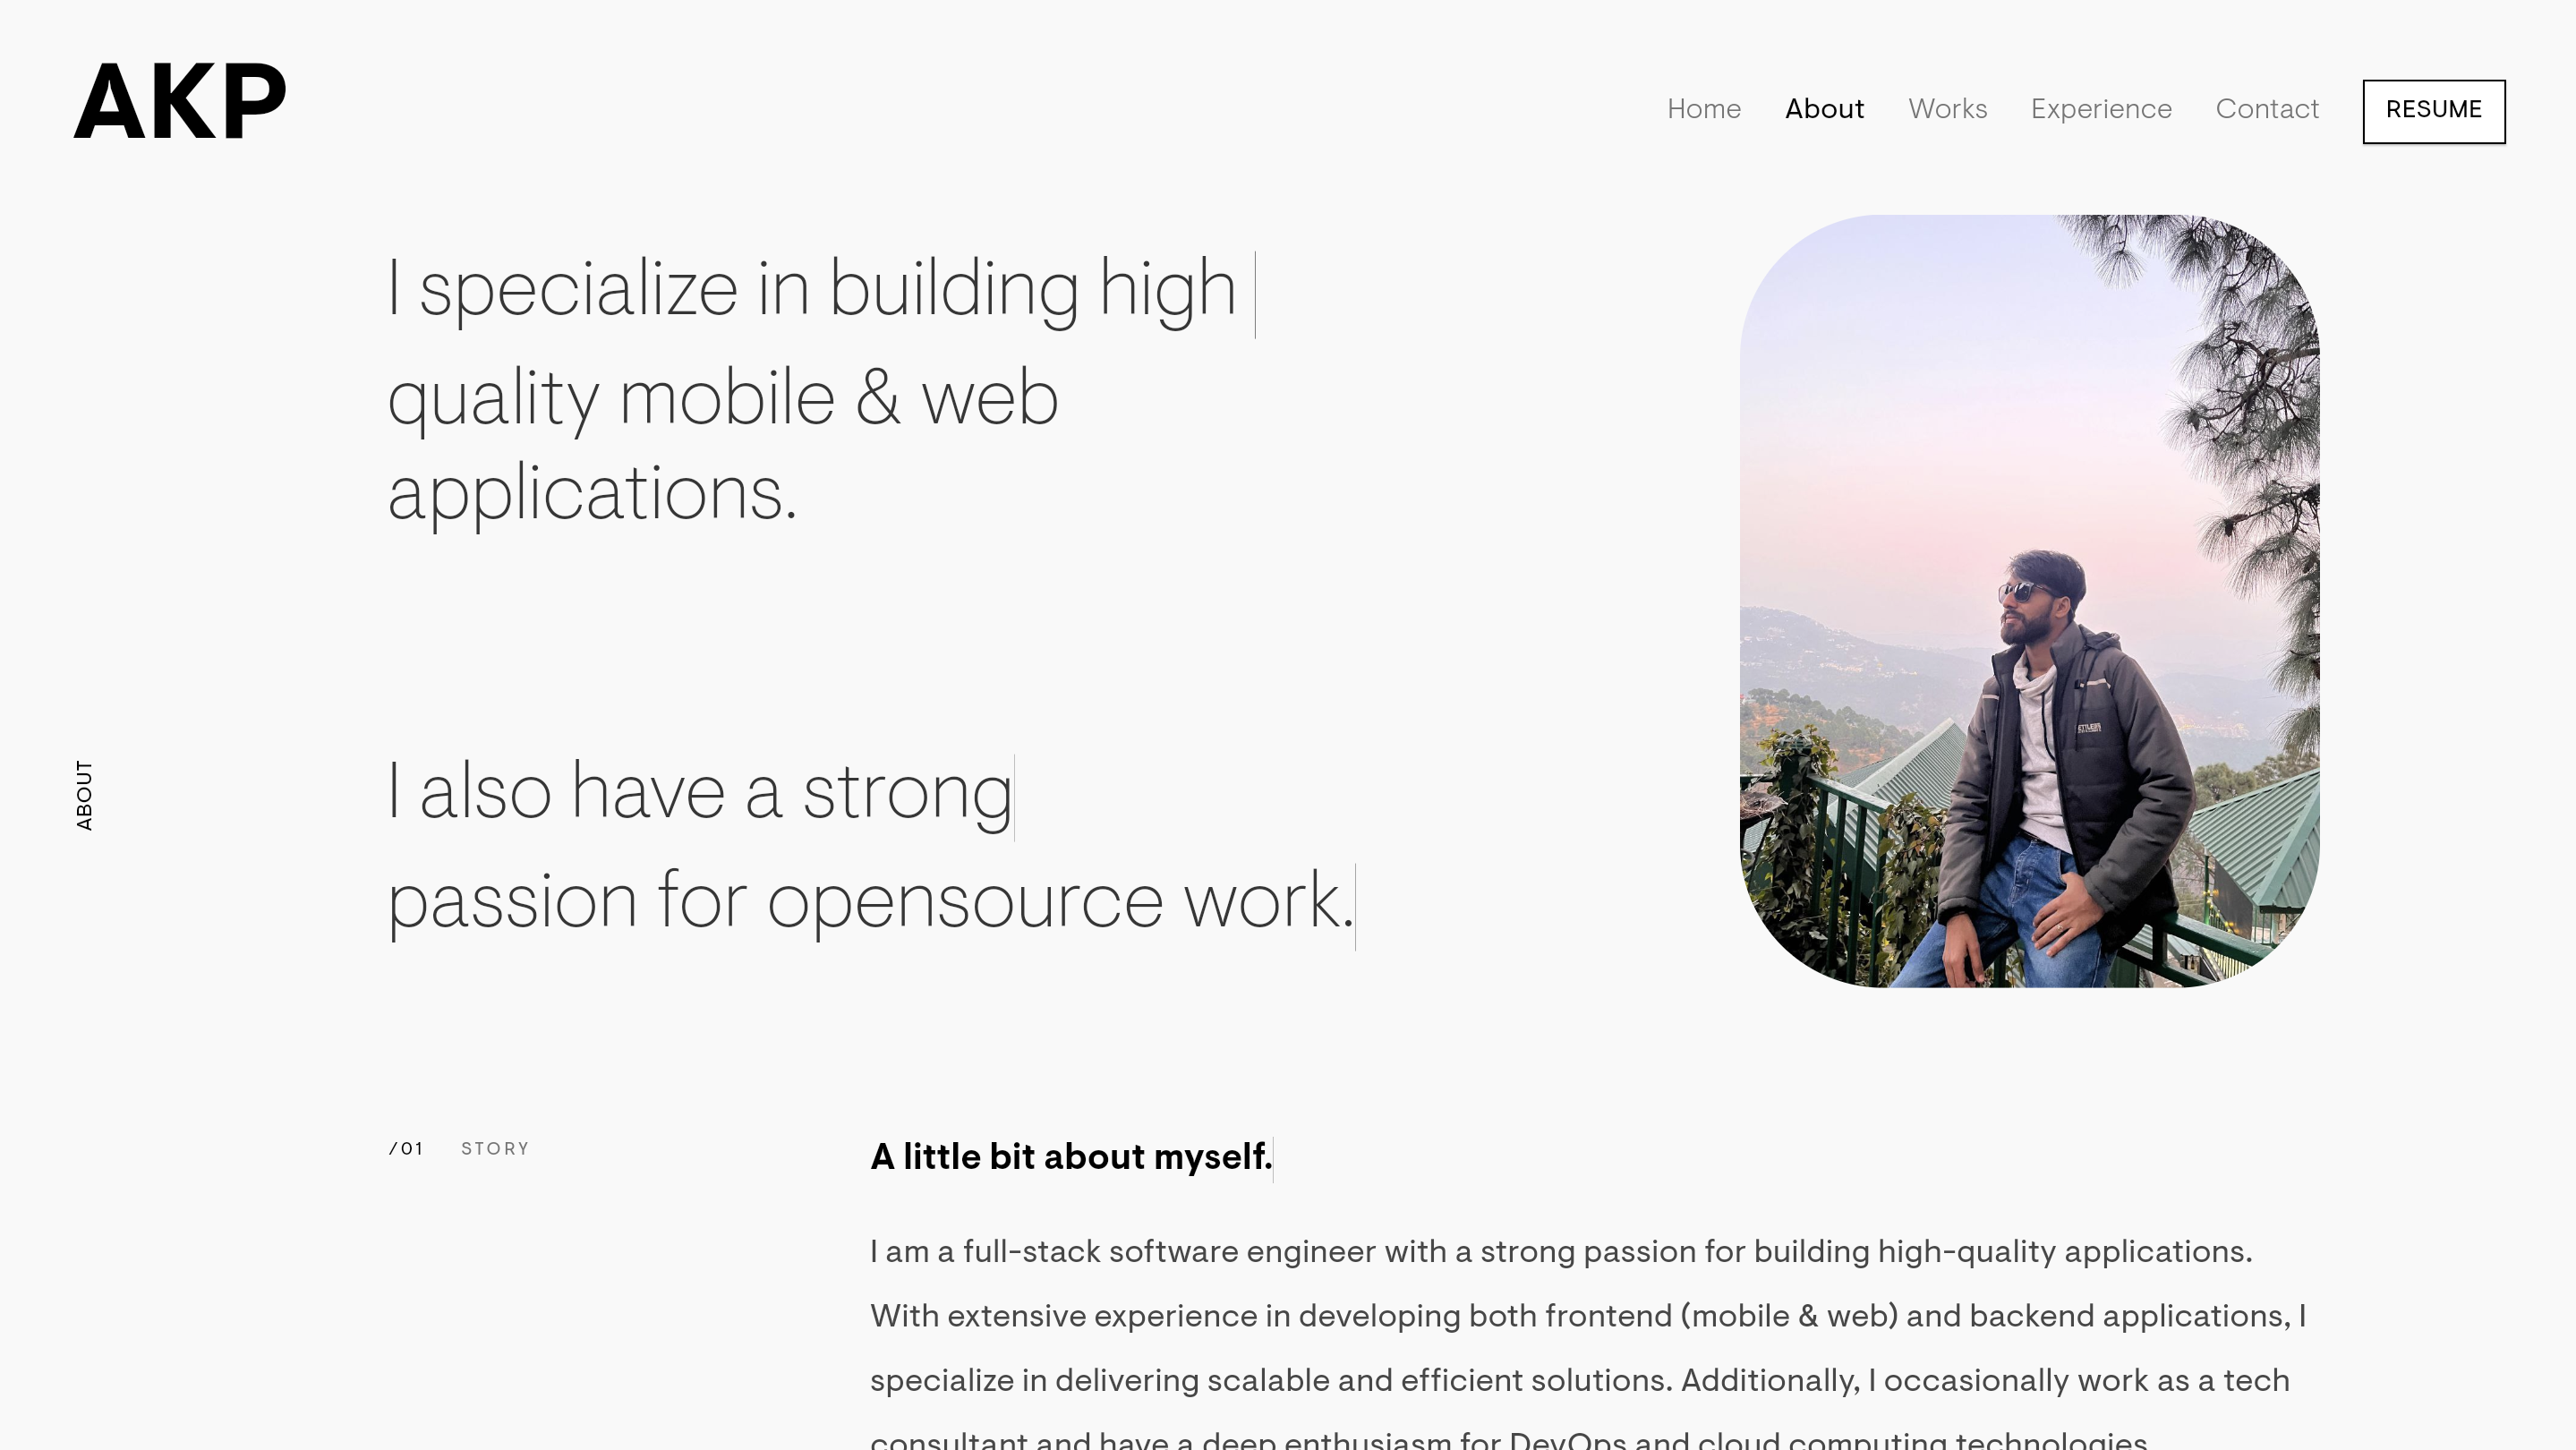 AKP
Home
About
Works
Experience
Contact
RESUME
I specialize in building high
quality mobile & web
applications.
I also have a strong
passion for opensource work.
ABOUT
/01 STORY
A little bit about myself.
I am a full-stack software engineer with a strong passion for building high-quality applications.
With extensive experience in developing both frontend (mobile & web) and backend applications, I
specialize in delivering scalable and efficient solutions. Additionally, I occasionally work as a tech
consultant and have a deep enthusiasm for DevOps and cloud computing technologies.